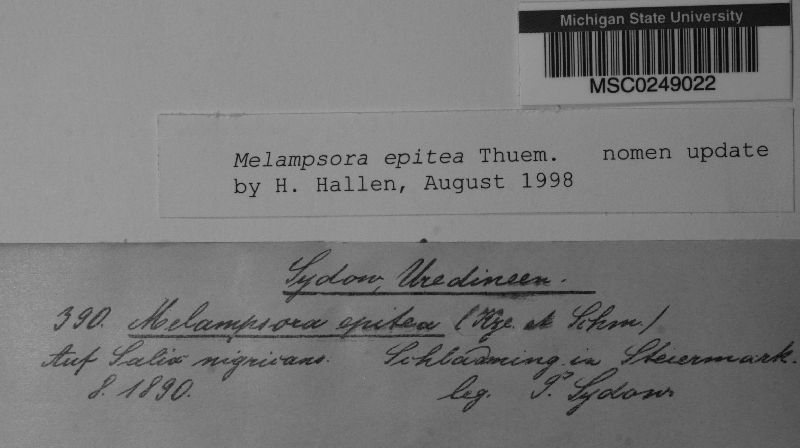 Michigan State University
MSC0249022
Melampsora epitea Thuem. nomen update
by H. Hallen, August 1998
Sydow, Uredineen.
390. Melampsora epitea (Kze. et Schm.)
Auf Salix nigricans. Schladming in Steiermark.
8. 1890. leg. P. Sydow